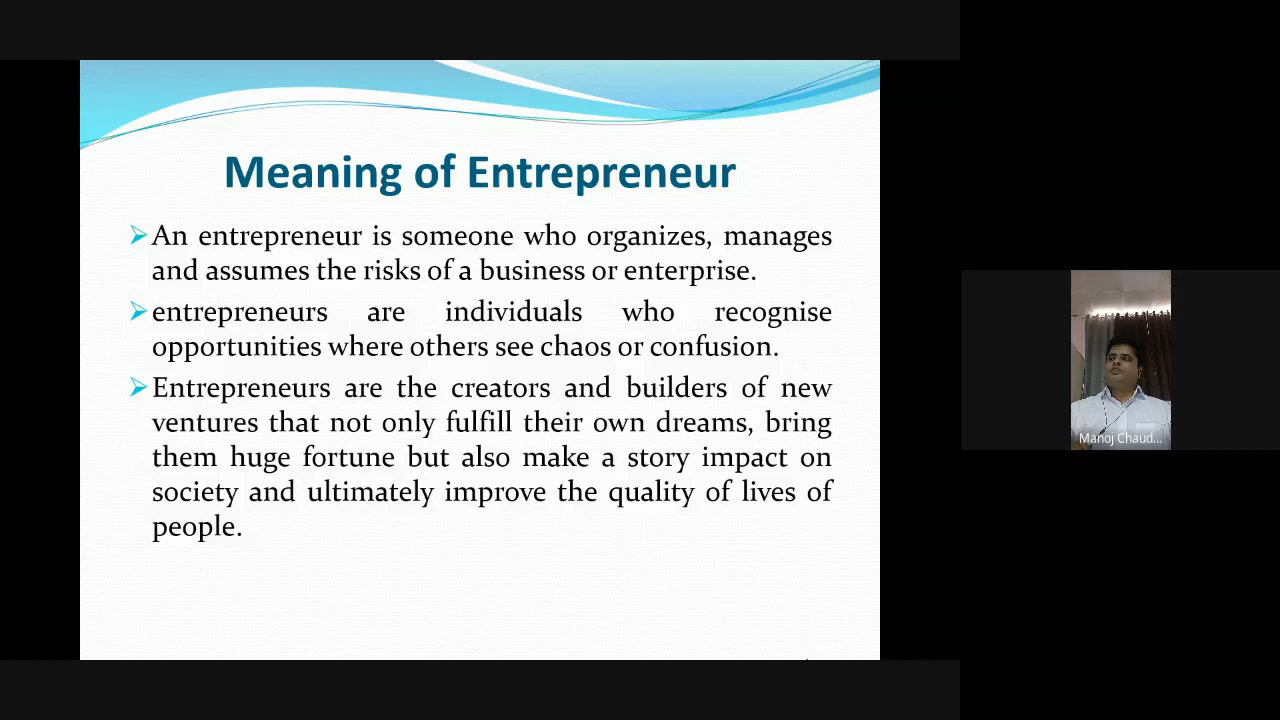 Meaning of Entrepreneur
An entrepreneur is someone who organizes, manages
and assumes the risks of a business or enterprise.
entrepreneurs are individuals who recognise
opportunities where others see chaos or confusion.
Entrepreneurs are the creators and builders of new
ventures that not only fulfill their own dreams, bring
them huge fortune but also make a story impact on
society and ultimately improve the quality of lives of
people.
Manoj Chaud...